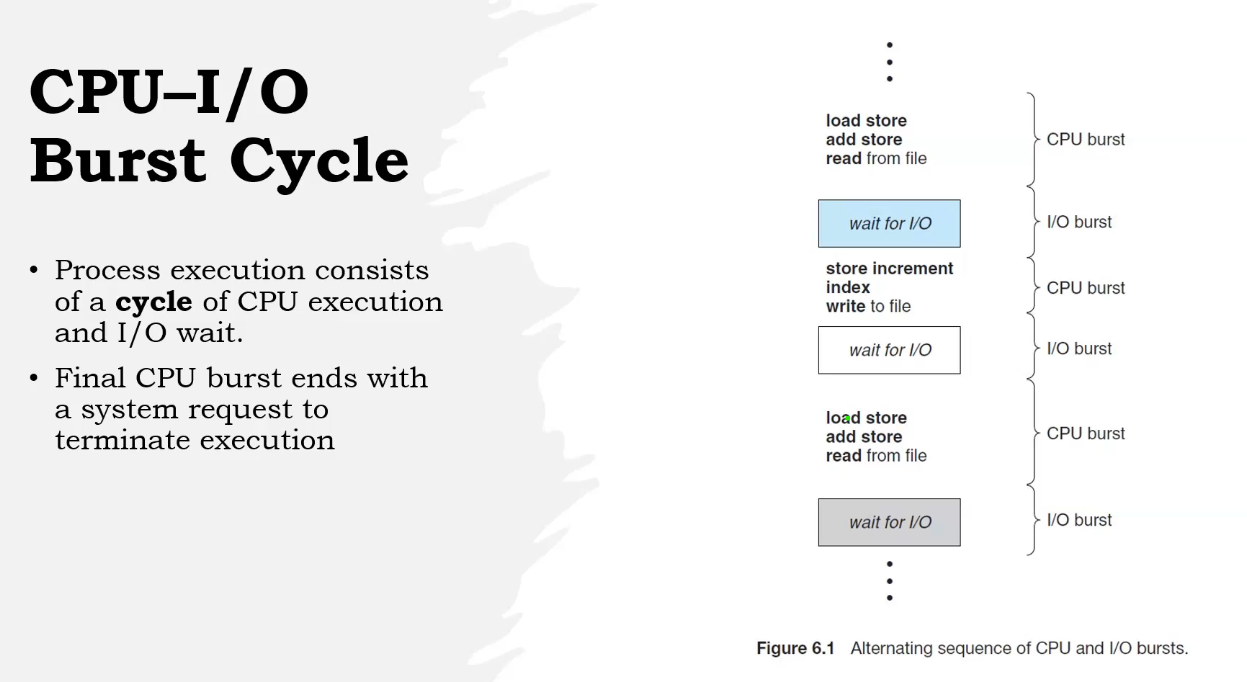 CPU–I/O
Burst Cycle
• Process execution consists
of a cycle of CPU execution
and I/O wait.
• Final CPU burst ends with
a system request to
terminate execution
load store
add store
read from file
CPU burst
wait for I/O
I/O burst
store increment
index
write to file
CPU burst
wait for I/O
I/O burst
load store
add store
read from file
CPU burst
wait for I/O
I/O burst
Figure 6.1 Alternating sequence of CPU and I/O bursts.